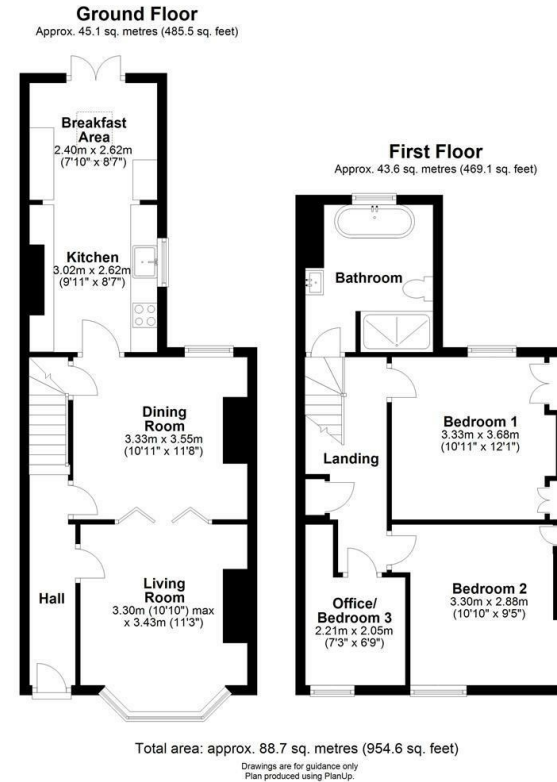 Ground Floor
Approx. 45.1 sq. metres (485.5 sq. feet)
Breakfast
Area
2.40m x 2.62m
(7'10" x 8'7")
Kitchen
3.02m x 2.62m
(9'11" x 8'7")
Dining
Room
3.33m x 3.55m
(10'11" x 11'8")
Hall
Living
Room
3.30m (10'10") max
x 3.43m (11'3")
First Floor
Approx. 43.6 sq. metres (469.1 sq. feet)
Bathroom
Bedroom 1
3.33m x 3.68m
(10'11" x 12'1")
Landing
Bedroom 2
3.30m x 2.88m
(10'10" x 9'5")
Office/
Bedroom 3
2.21m x 2.05m
(7'3" x 6'9")
Total area: approx. 88.7 sq. metres (954.6 sq. feet)
Drawings are for guidance only
Plan produced using PlanUp.